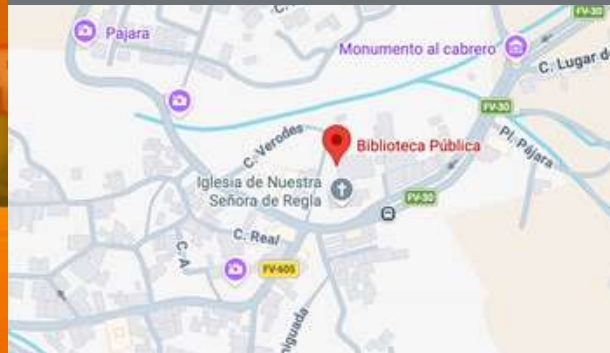 FV-30
Pajara
Monumento al cabrero
C. Lugar de
FV-30
C. Verodes
Biblioteca Pública
Pl. Pájara
Iglesia de Nuestra
Señora de Regla
FV-30
C. Real
C. A
FV-605